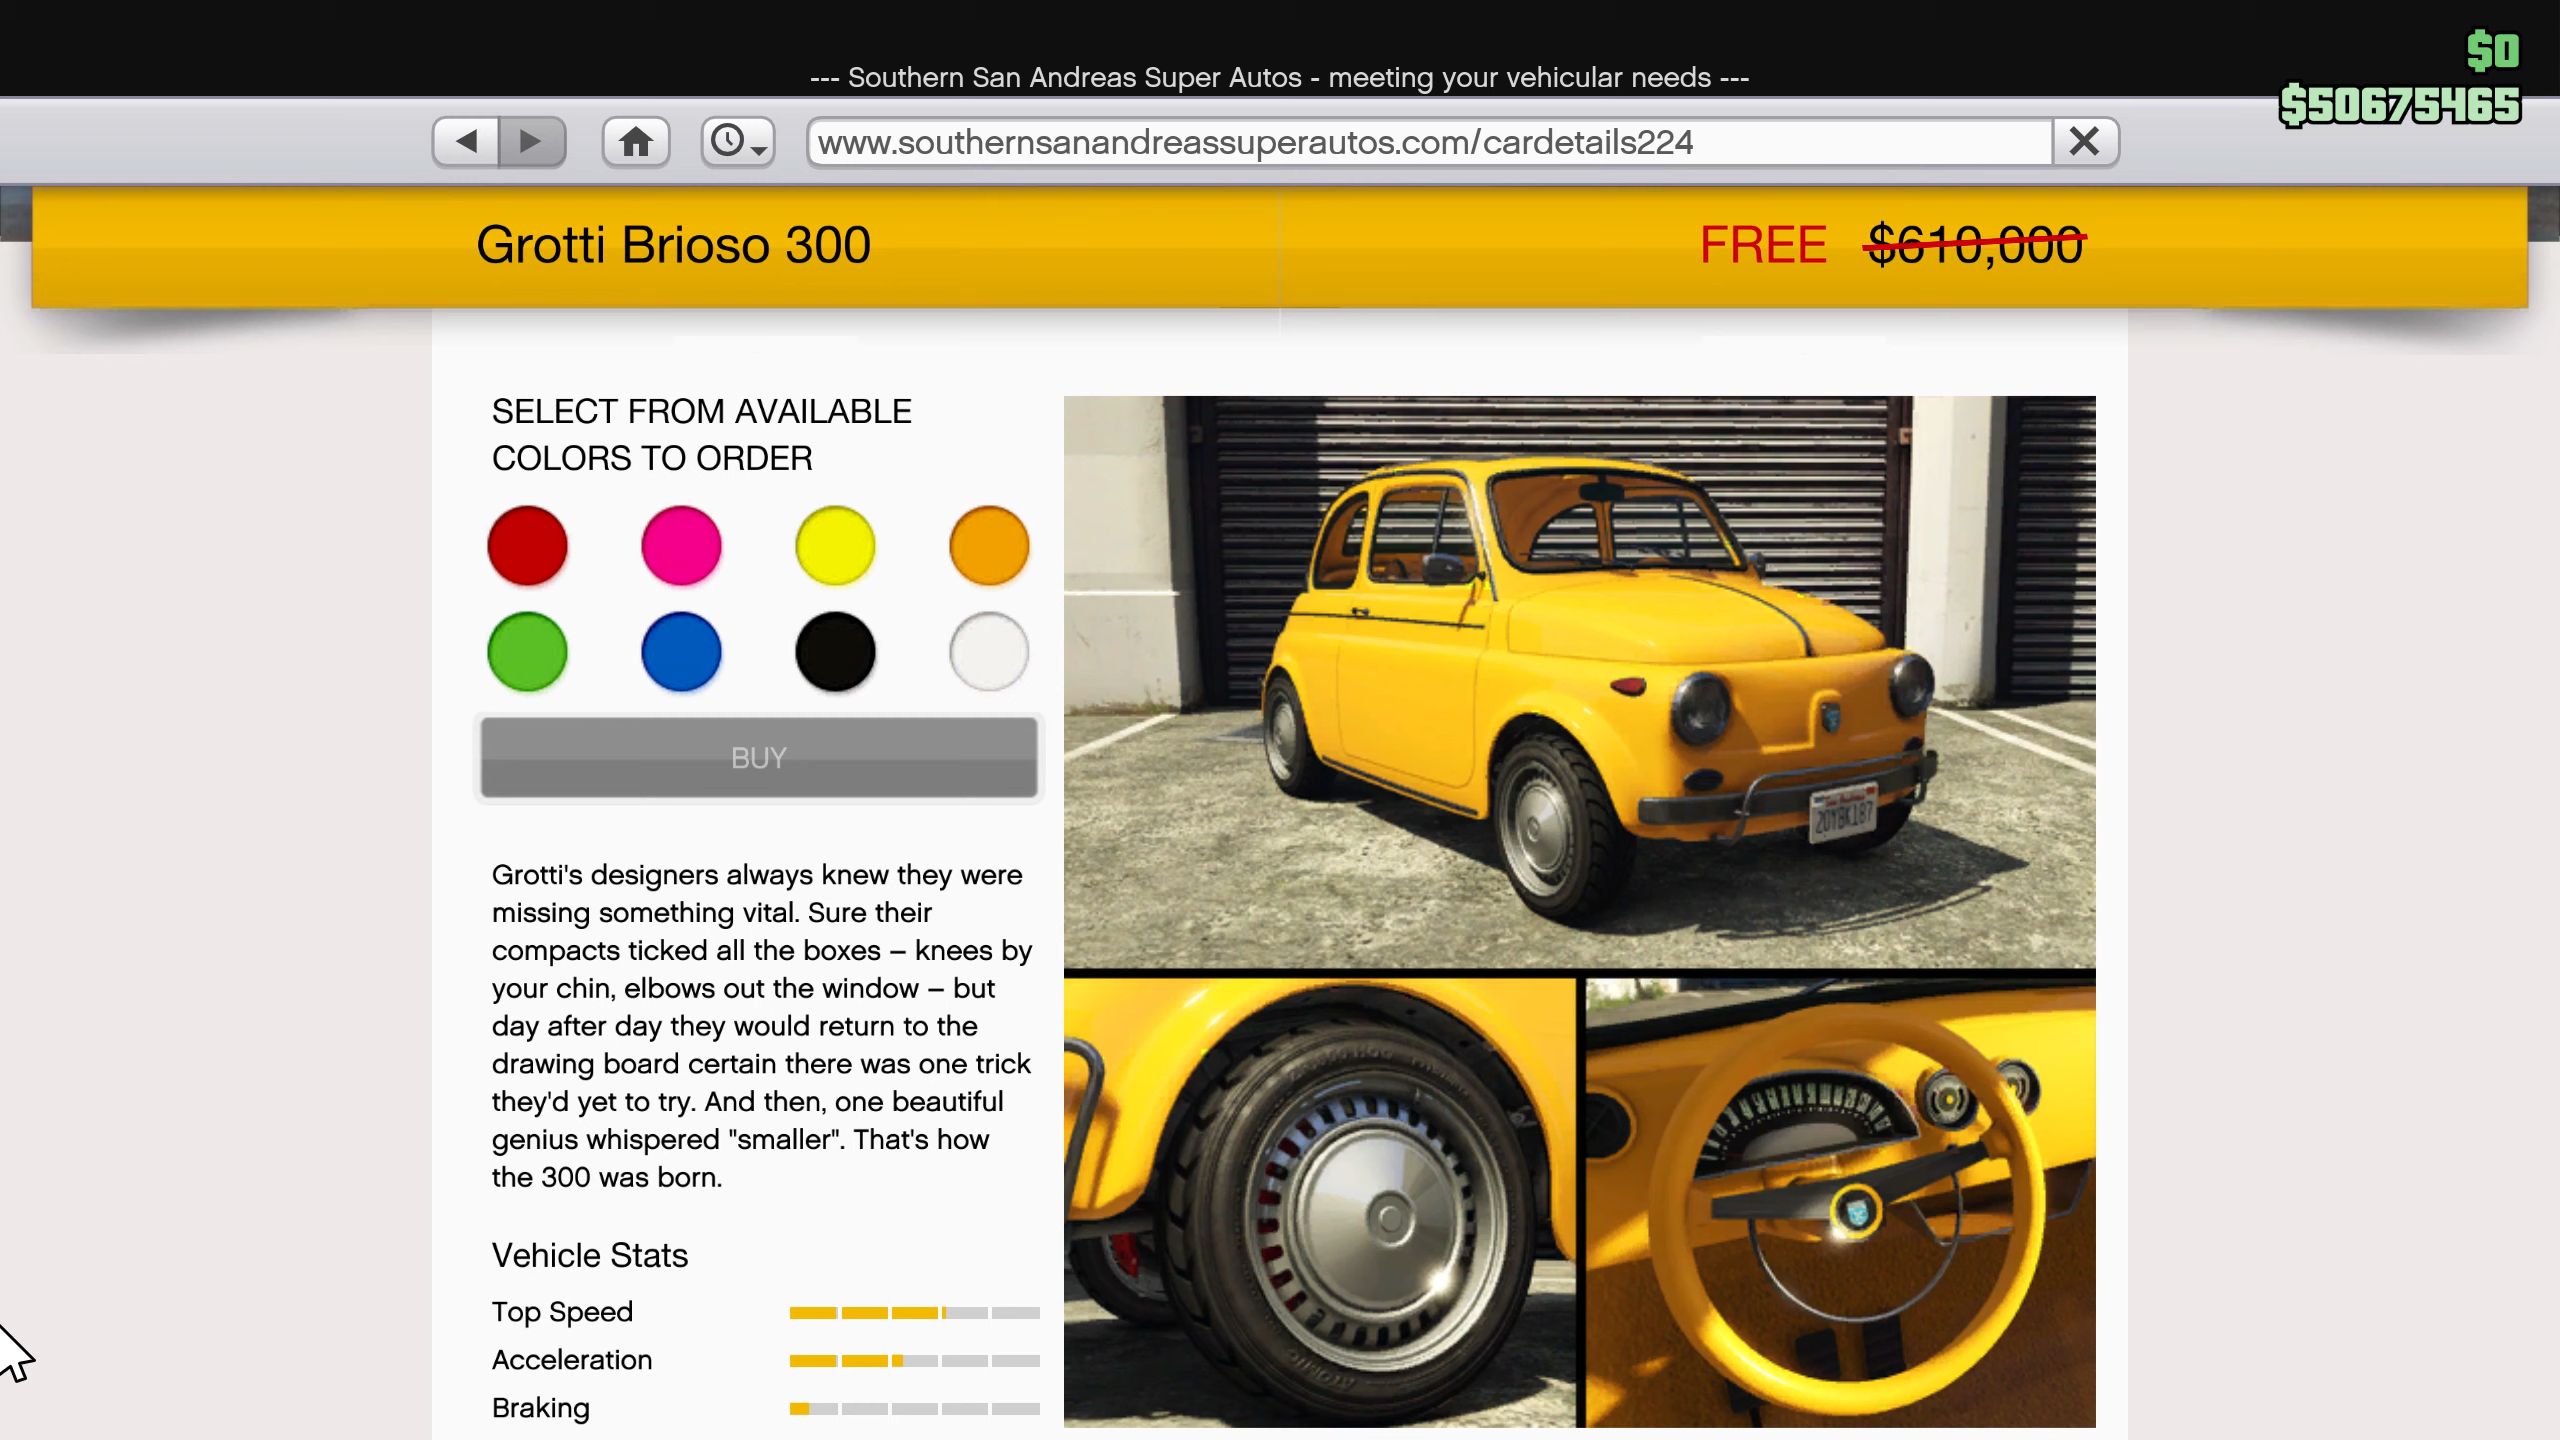 $0
--- Southern San Andreas Super Autos - meeting your vehicular needs ---
$50675465
www.southernsanandreassuperautos.com/cardetails224
Grotti Brioso 300
FREE $610,000
SELECT FROM AVAILABLE
COLORS TO ORDER
BUY
Grotti's designers always knew they were
missing something vital. Sure their
compacts ticked all the boxes – knees by
your chin, elbows out the window – but
day after day they would return to the
drawing board certain there was one trick
they'd yet to try. And then, one beautiful
genius whispered "smaller". That's how
the 300 was born.
Vehicle Stats
Top Speed
Acceleration
Braking